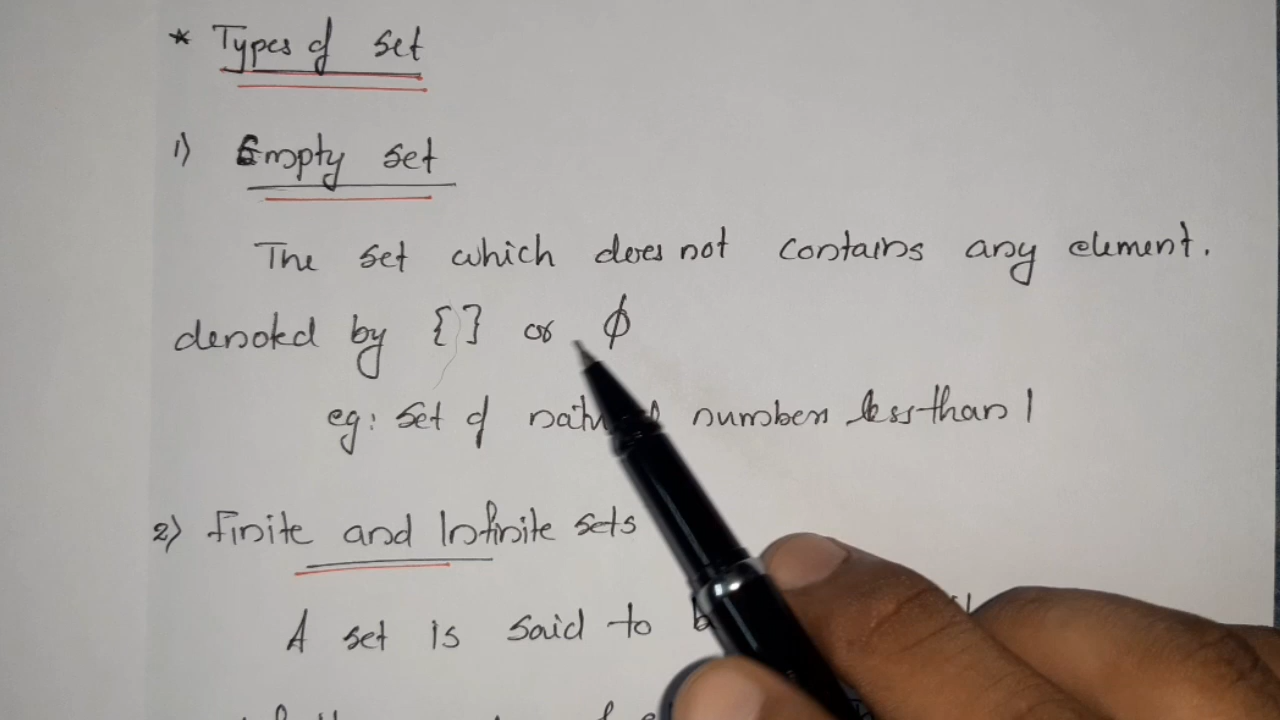 * Types of set
1) Empty set
The set which does not contains any element.
denoted by { } or ϕ
eg: set of natural numbers less than 1
2) Finite and Infinite sets
A set is said to